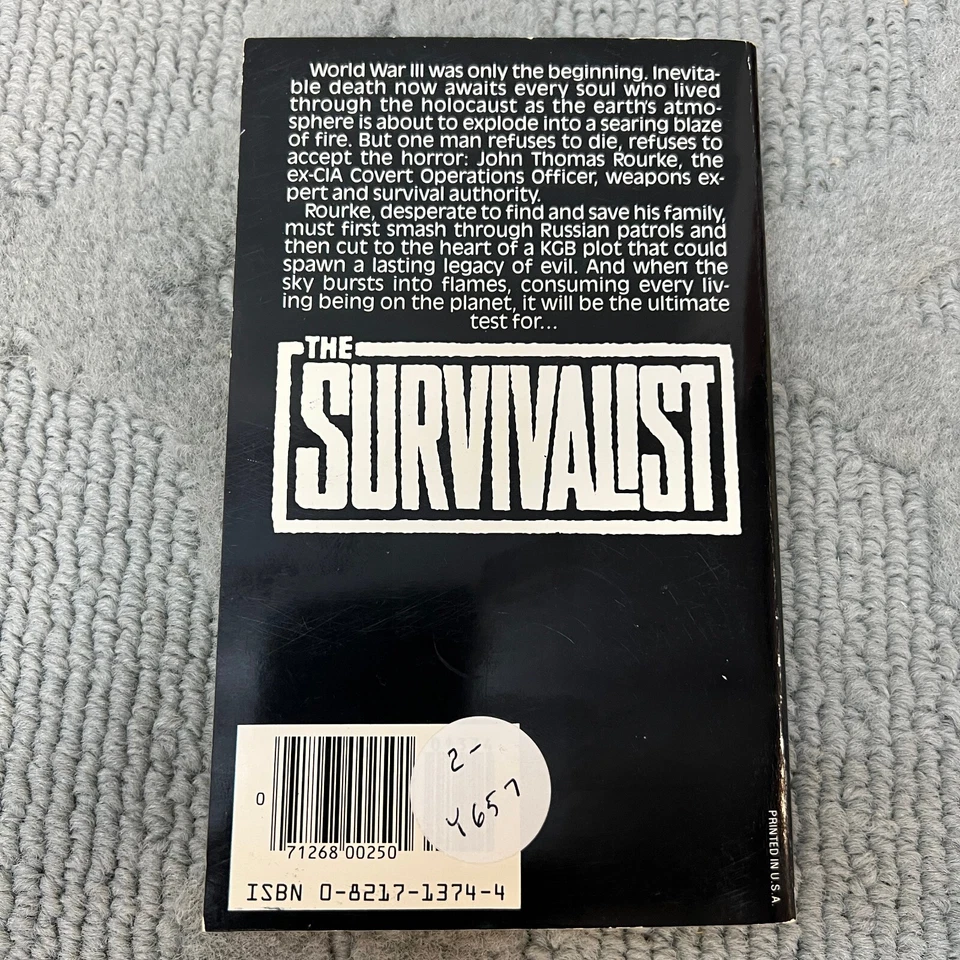 World War III was only the beginning. Inevita-
ble death now awaits every soul who lived
through the holocaust as the earth's atmo-
sphere is about to explode into a searing blaze
of fire. But one man refuses to die, refuses to
accept the horror: John Thomas Rourke, the
ex-CIA Covert Operations Officer, weapons ex-
pert and survival authority.
Rourke, desperate to find and save his family,
must first smash through Russian patrols and
then cut to the heart of a KGB plot that could
spawn a lasting legacy of evil. And when the
sky bursts into flames, consuming every liv-
ing being on the planet, it will be the ultimate
test for...
THE
SURVIVALIST
2-
Y657
0
71268 00250
ISBN 0-8217-1374-4
PRINTED IN U.S.A.